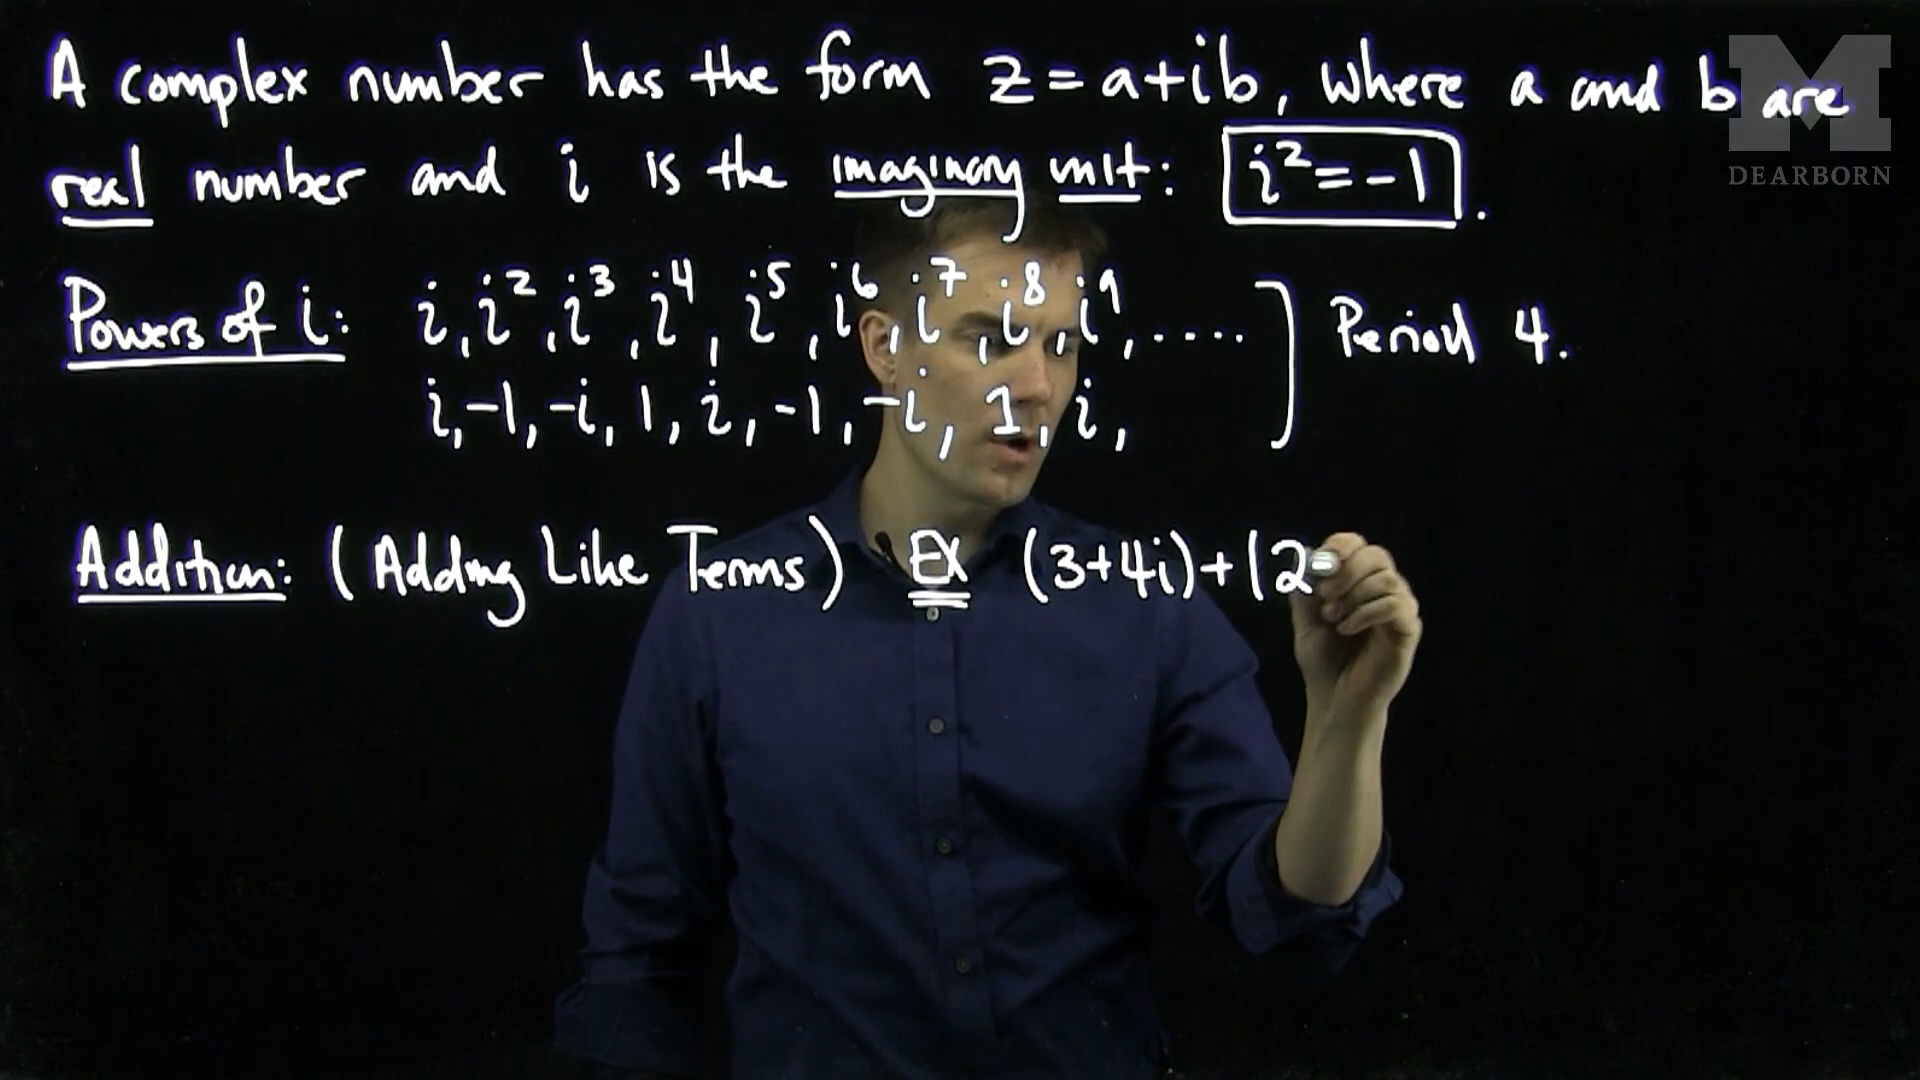 A complex number has the form z = a + ib, where a and b are
real number and i is the imaginary unit: i² = -1.
Powers of i: i, i², i³, i⁴, i⁵, i⁶, i⁷, i⁸, i⁹, .... Period 4.
i, -1, -i, 1, i, -1, -i, 1, i,
Addition: (Adding Like Terms) Ex (3+4i)+(2
M
DEARBORN